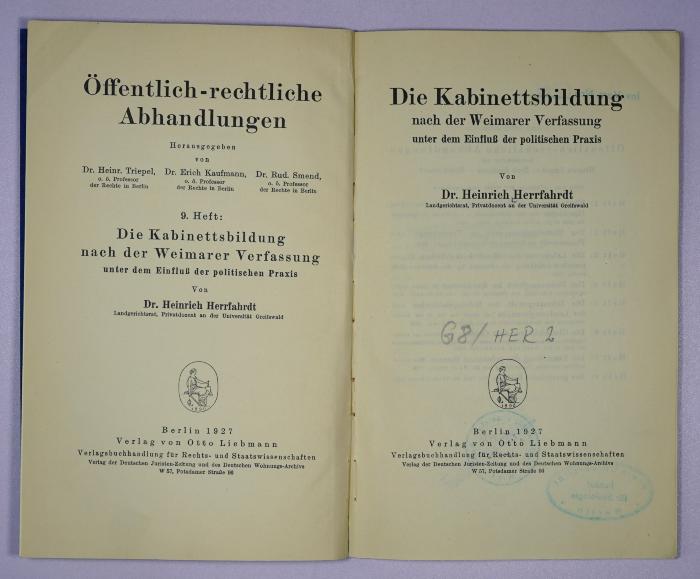 Öffentlich-rechtliche
Abhandlungen
Herausgegeben
von
Dr. Heinr. Triepel, Dr. Erich Kaufmann, Dr. Rud. Smend,
o. ö. Professor o. ö. Professor o. ö. Professor
der Rechte in Berlin der Rechte in Berlin der Rechte in Berlin
9. Heft:
Die Kabinettsbildung
nach der Weimarer Verfassung
unter dem Einfluß der politischen Praxis
Von
Dr. Heinrich Herrfahrdt
Landgerichtsrat, Privatdozent an der Universität Greifswald
Berlin 1927
Verlag von Otto Liebmann
Verlagsbuchhandlung für Rechts- und Staatswissenschaften
Verlag der Deutschen Juristen-Zeitung und des Deutschen Wohnungs-Archivs
W 57, Potsdamer Straße 96
Die Kabinettsbildung
nach der Weimarer Verfassung
unter dem Einfluß der politischen Praxis
Von
Dr. Heinrich Herrfahrdt
Landgerichtsrat, Privatdozent an der Universität Greifswald
G8/HER 2
Berlin 1927
Verlag von Otto Liebmann
Verlagsbuchhandlung für Rechts- und Staatswissenschaften
Verlag der Deutschen Juristen-Zeitung und des Deutschen Wohnungs-Archivs
W 57, Potsdamer Straße 96